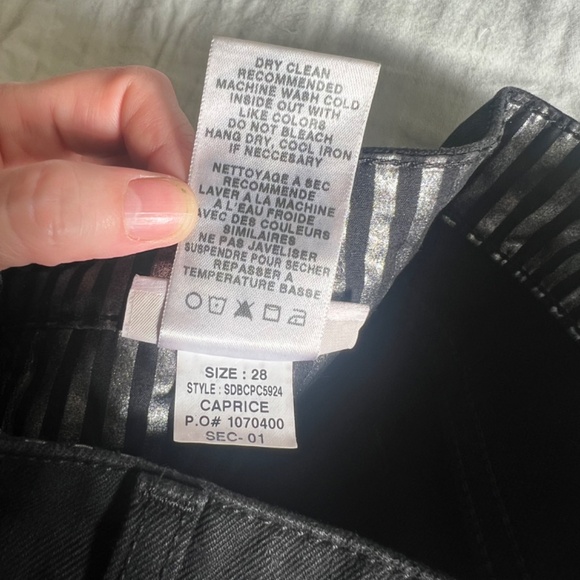 DRY CLEAN
RECOMMENDED
MACHINE WASH COLD
INSIDE OUT WITH
LIKE COLORS
DO NOT BLEACH
HANG DRY, COOL IRON
IF NECCEBARY
NETTOYAGE A SEC
RECOMMENDE
LAVER A LA MACHINE
A L'EAU FROIDE
AVEC DES COULEURS
SIMILAIRES
NE PAS JAVELISER
SUSPENDRE POUR SECHER
REPASSER A
TEMPERATURE BASSE
SIZE : 28
STYLE : SDBCPC5924
CAPRICE
P.O# 1070400
SEC- 01